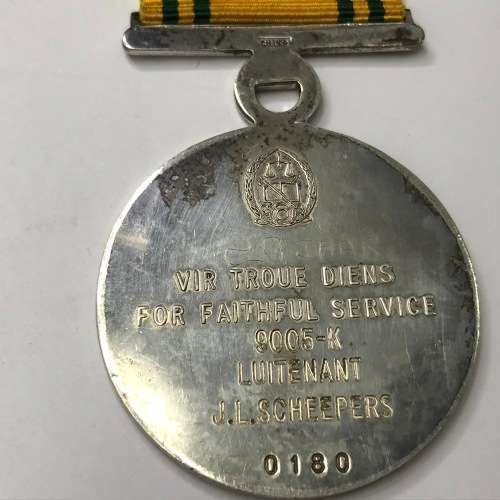 VIR TROUE DIENS
FOR FAITHFUL SERVICE
9005-K
LUITENANT
J.L.SCHEEPERS
0180